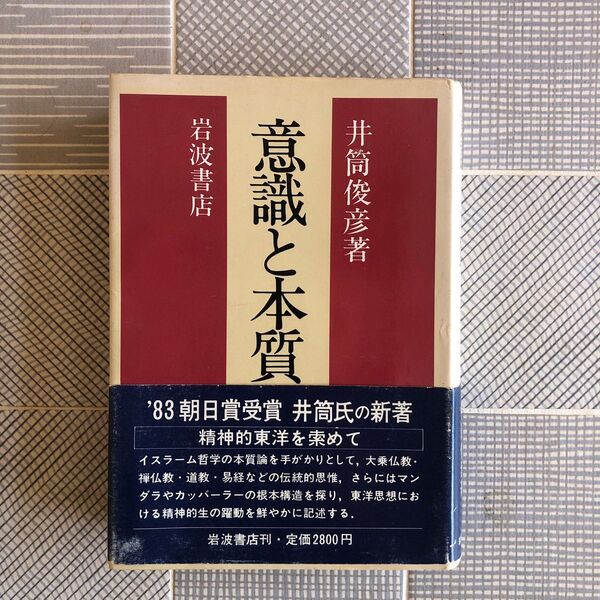 井筒俊彦著
意識と本質
岩波書店
'83 朝日賞受賞 井筒氏の新著
精神的東洋を索めて
イスラーム哲学の本質論を手がかりとして，大乗仏教・
禅仏教・道教・易経などの伝統的思惟，さらにはマン
ダラやカッバーラーの根本構造を探り，東洋思想にお
ける精神的生の躍動を鮮やかに記述する．
岩波書店刊・定価2800円